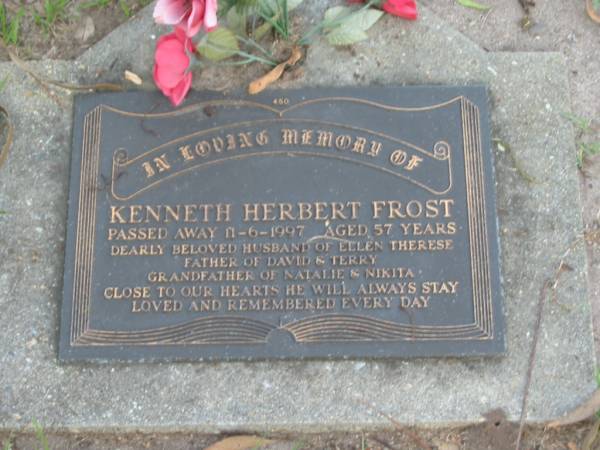 460
IN LOVING MEMORY OF
KENNETH HERBERT FROST
PASSED AWAY 11-6-1997 AGED 57 YEARS
DEARLY BELOVED HUSBAND OF ELLEN THERESE
FATHER OF DAVID & TERRY
GRANDFATHER OF NATALIE & NIKITA
CLOSE TO OUR HEARTS HE WILL ALWAYS STAY
LOVED AND REMEMBERED EVERY DAY